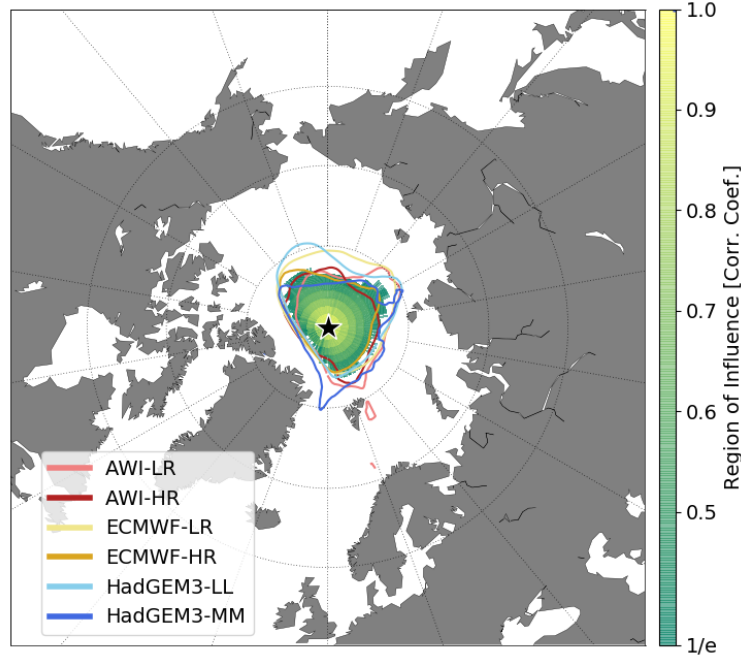 1.0
0.9
0.8
0.7
0.6
0.5
1/e
Region of Influence [Corr. Coef.]
AWI-LR
AWI-HR
ECMWF-LR
ECMWF-HR
HadGEM3-LL
HadGEM3-MM